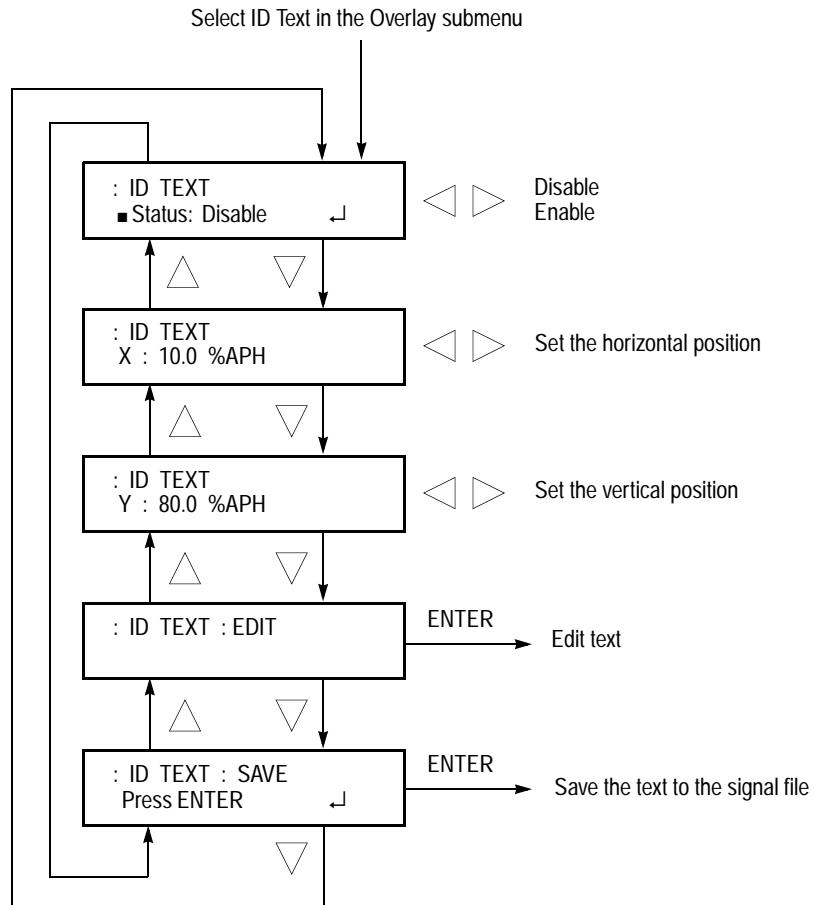 Select ID Text in the Overlay submenu
: ID TEXT
■ Status: Disable ↵
Disable
Enable
: ID TEXT
X : 10.0 %APH
Set the horizontal position
: ID TEXT
Y : 80.0 %APH
Set the vertical position
: ID TEXT : EDIT
ENTER
Edit text
: ID TEXT : SAVE
Press ENTER ↵
ENTER
Save the text to the signal file